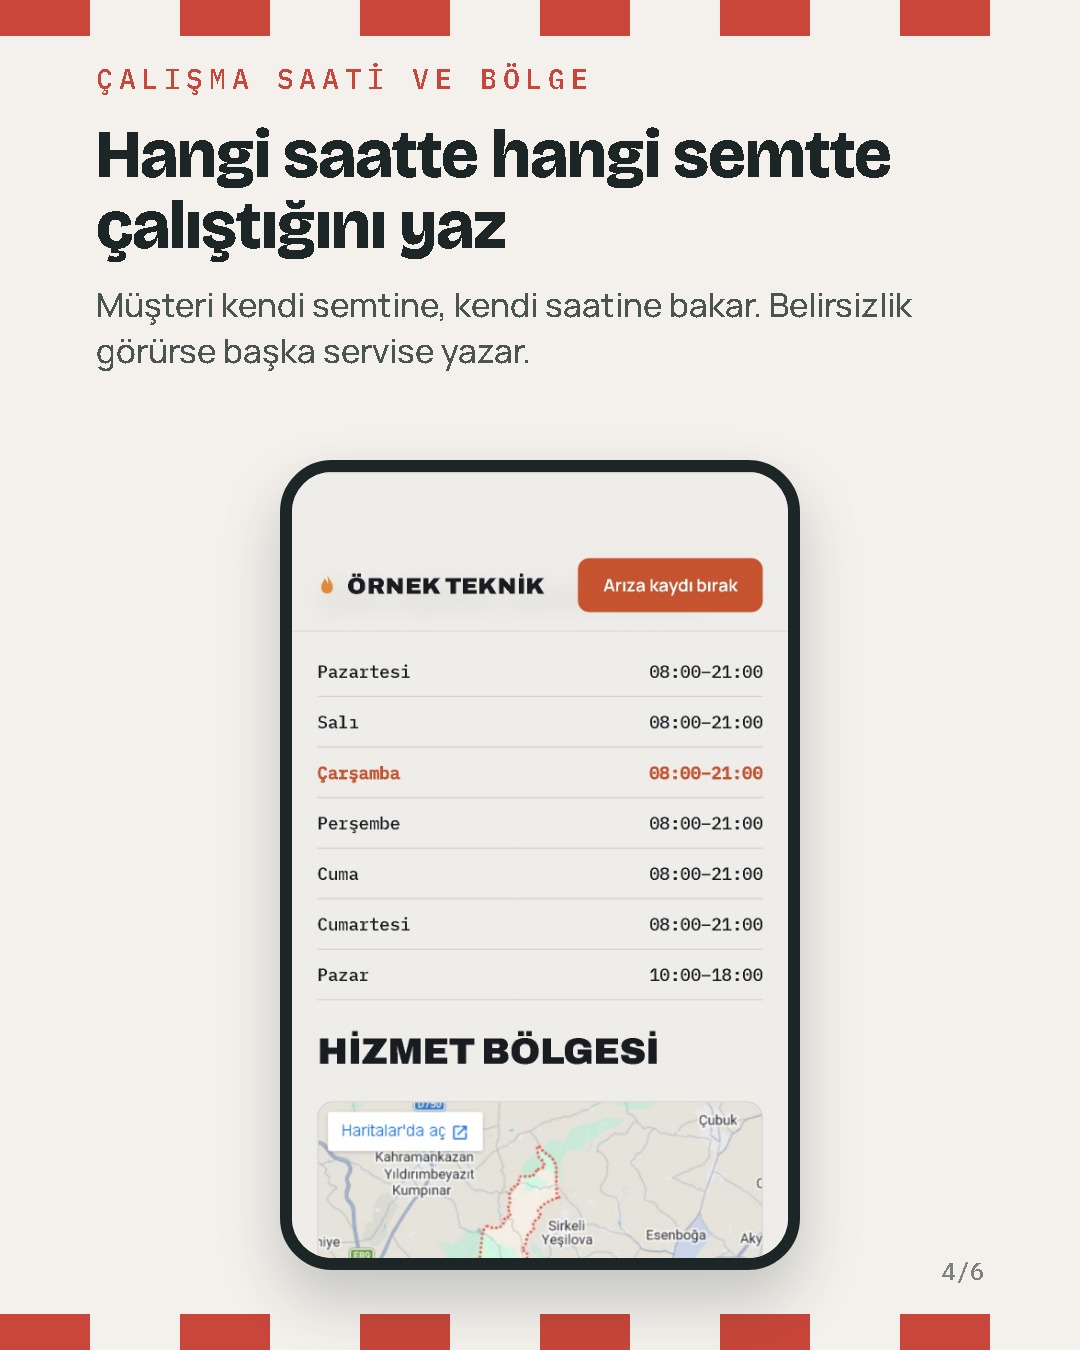 ÇALIŞMA SAATİ VE BÖLGE
Hangi saatte hangi semtte
çalıştığını yaz
Müşteri kendi semtine, kendi saatine bakar. Belirsizlik
görürse başka servise yazar.
ÖRNEK TEKNİK
Arıza kaydı bırak
Pazartesi 08:00–21:00
Salı 08:00–21:00
Çarşamba 08:00–21:00
Perşembe 08:00–21:00
Cuma 08:00–21:00
Cumartesi 08:00–21:00
Pazar 10:00–18:00
HİZMET BÖLGESİ
Haritalar'da aç
Çubuk
Kahramankazan
Yıldırımbeyazıt
Kumpınar
Sirkeli
Yeşilova
Esenboğa
4/6